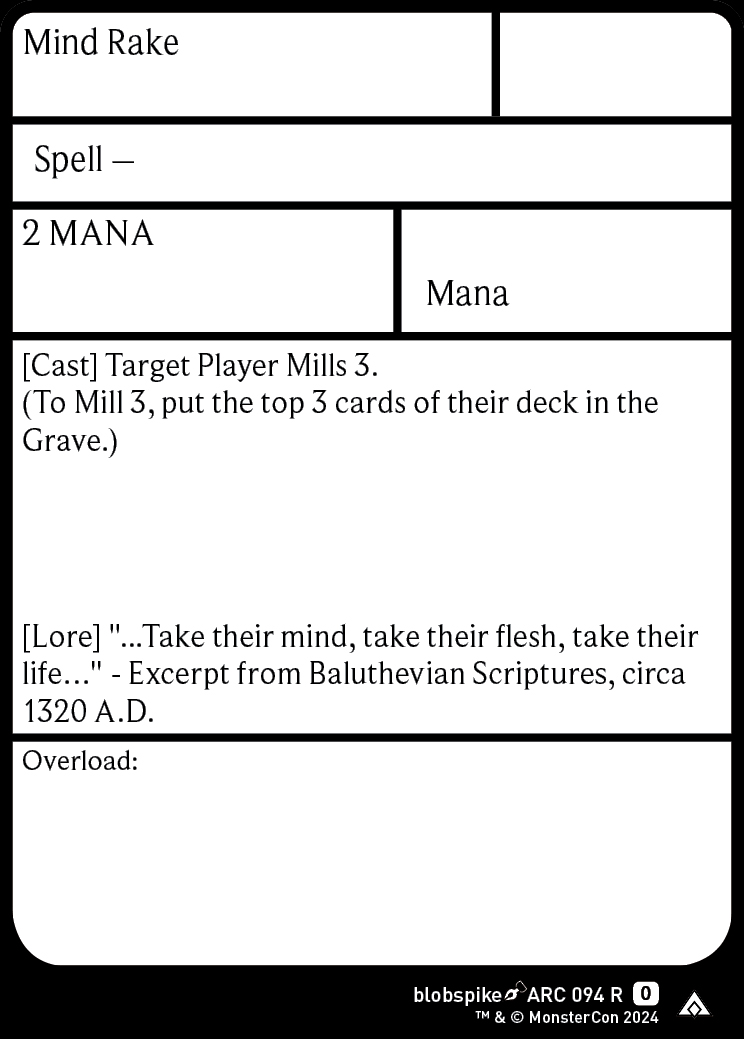 Mind Rake
Spell –
2 MANA
Mana
[Cast] Target Player Mills 3.
(To Mill 3, put the top 3 cards of their deck in the
Grave.)
[Lore] "...Take their mind, take their flesh, take their
life…" - Excerpt from Baluthevian Scriptures, circa
1320 A.D.
Overload:
blobspike ARC 094 R 0
™ & © MonsterCon 2024